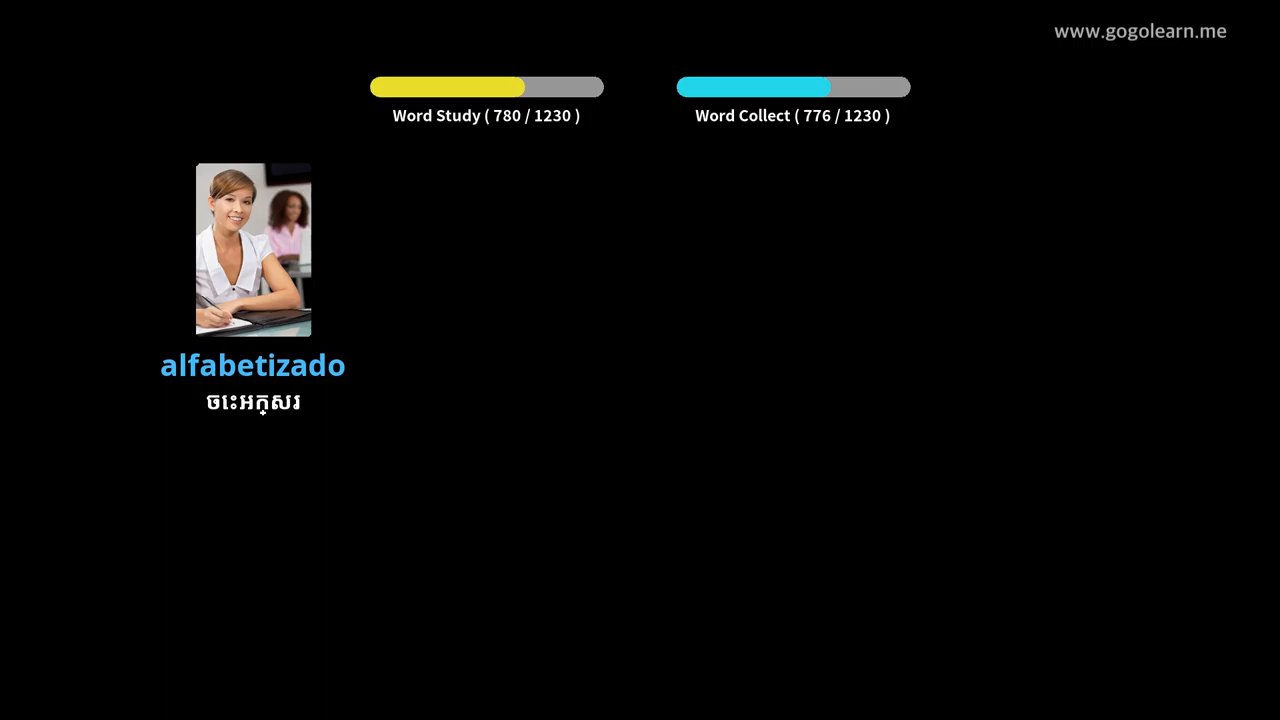 www.gogolearn.me
Word Study ( 780 / 1230 )
Word Collect ( 776 / 1230 )
alfabetizado
ចេះអក្សរ